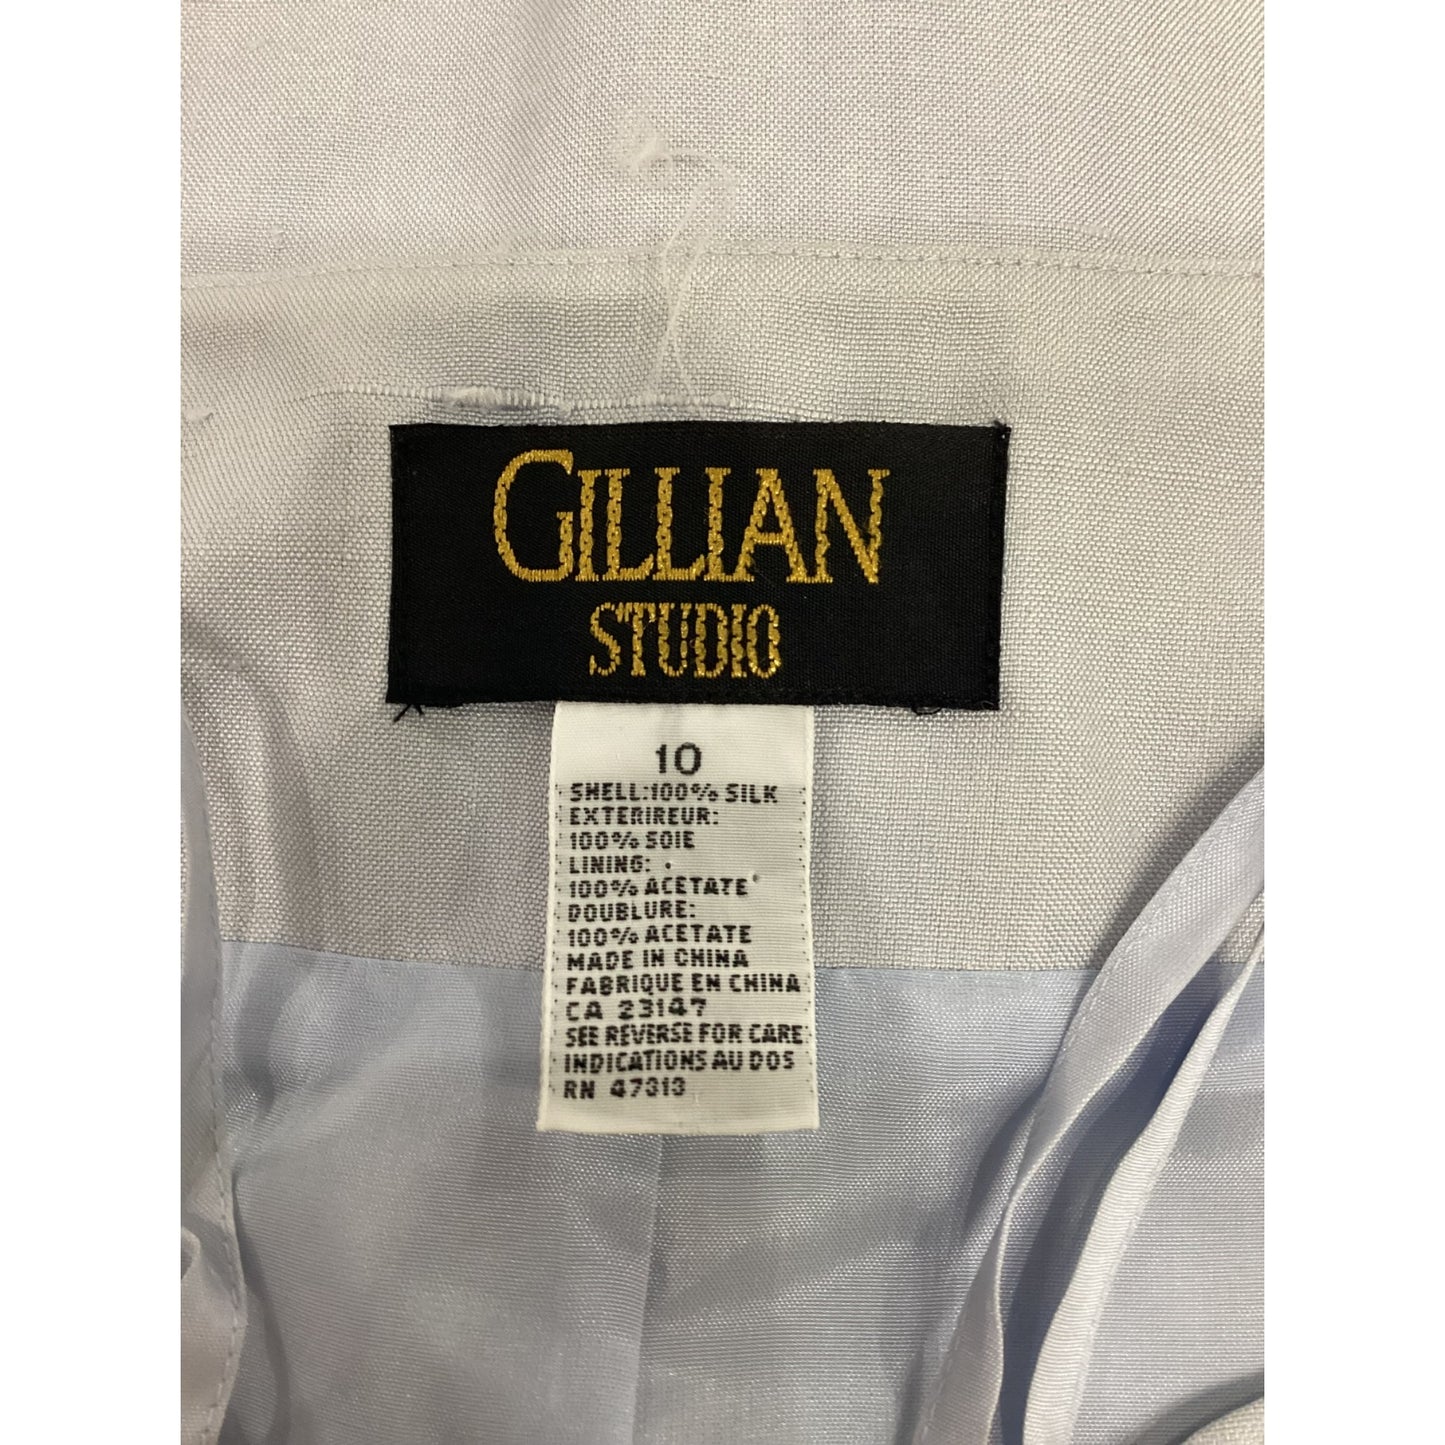 GILLIAN
STUDIO
10
SHELL:100% SILK
EXTERIREUR:
100% SOIE
LINING:
100% ACETATE
DOUBLURE:
100% ACETATE
MADE IN CHINA
FABRIQUE EN CHINA
CA 23147
SEE REVERSE FOR CARE
INDICATIONS AU DOS
RN 47313